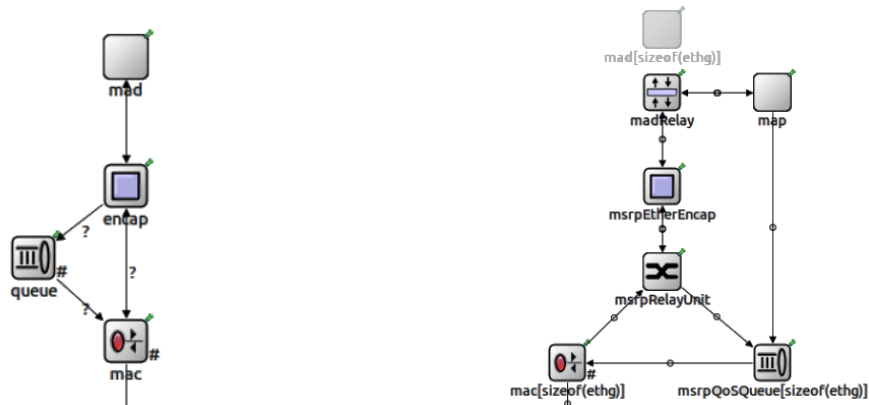 mad
encap
?
?
queue
#
?
mac
#
mad[sizeof(ethg)]
madRelay
map
msrpEtherEncap
msrpRelayUnit
mac[sizeof(ethg)]
#
msrpQoSQueue[sizeof(ethg)]